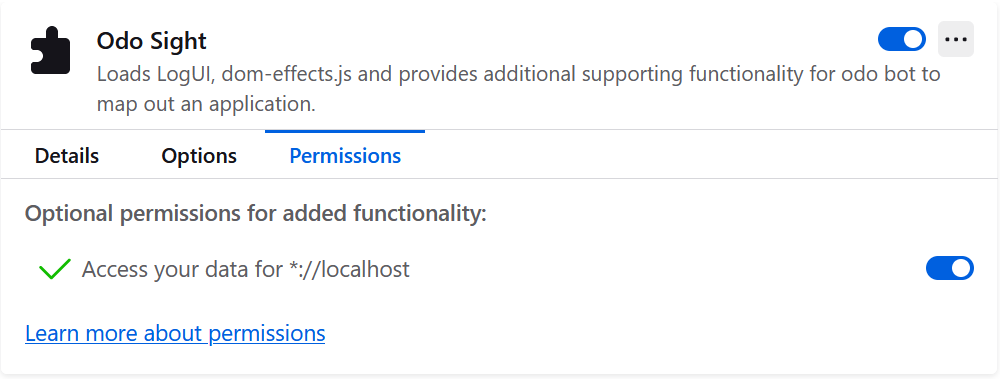 Odo Sight
Loads LogUI, dom-effects.js and provides additional supporting functionality for odo bot to
map out an application.
Details Options Permissions
Optional permissions for added functionality:
Access your data for *://localhost
Learn more about permissions